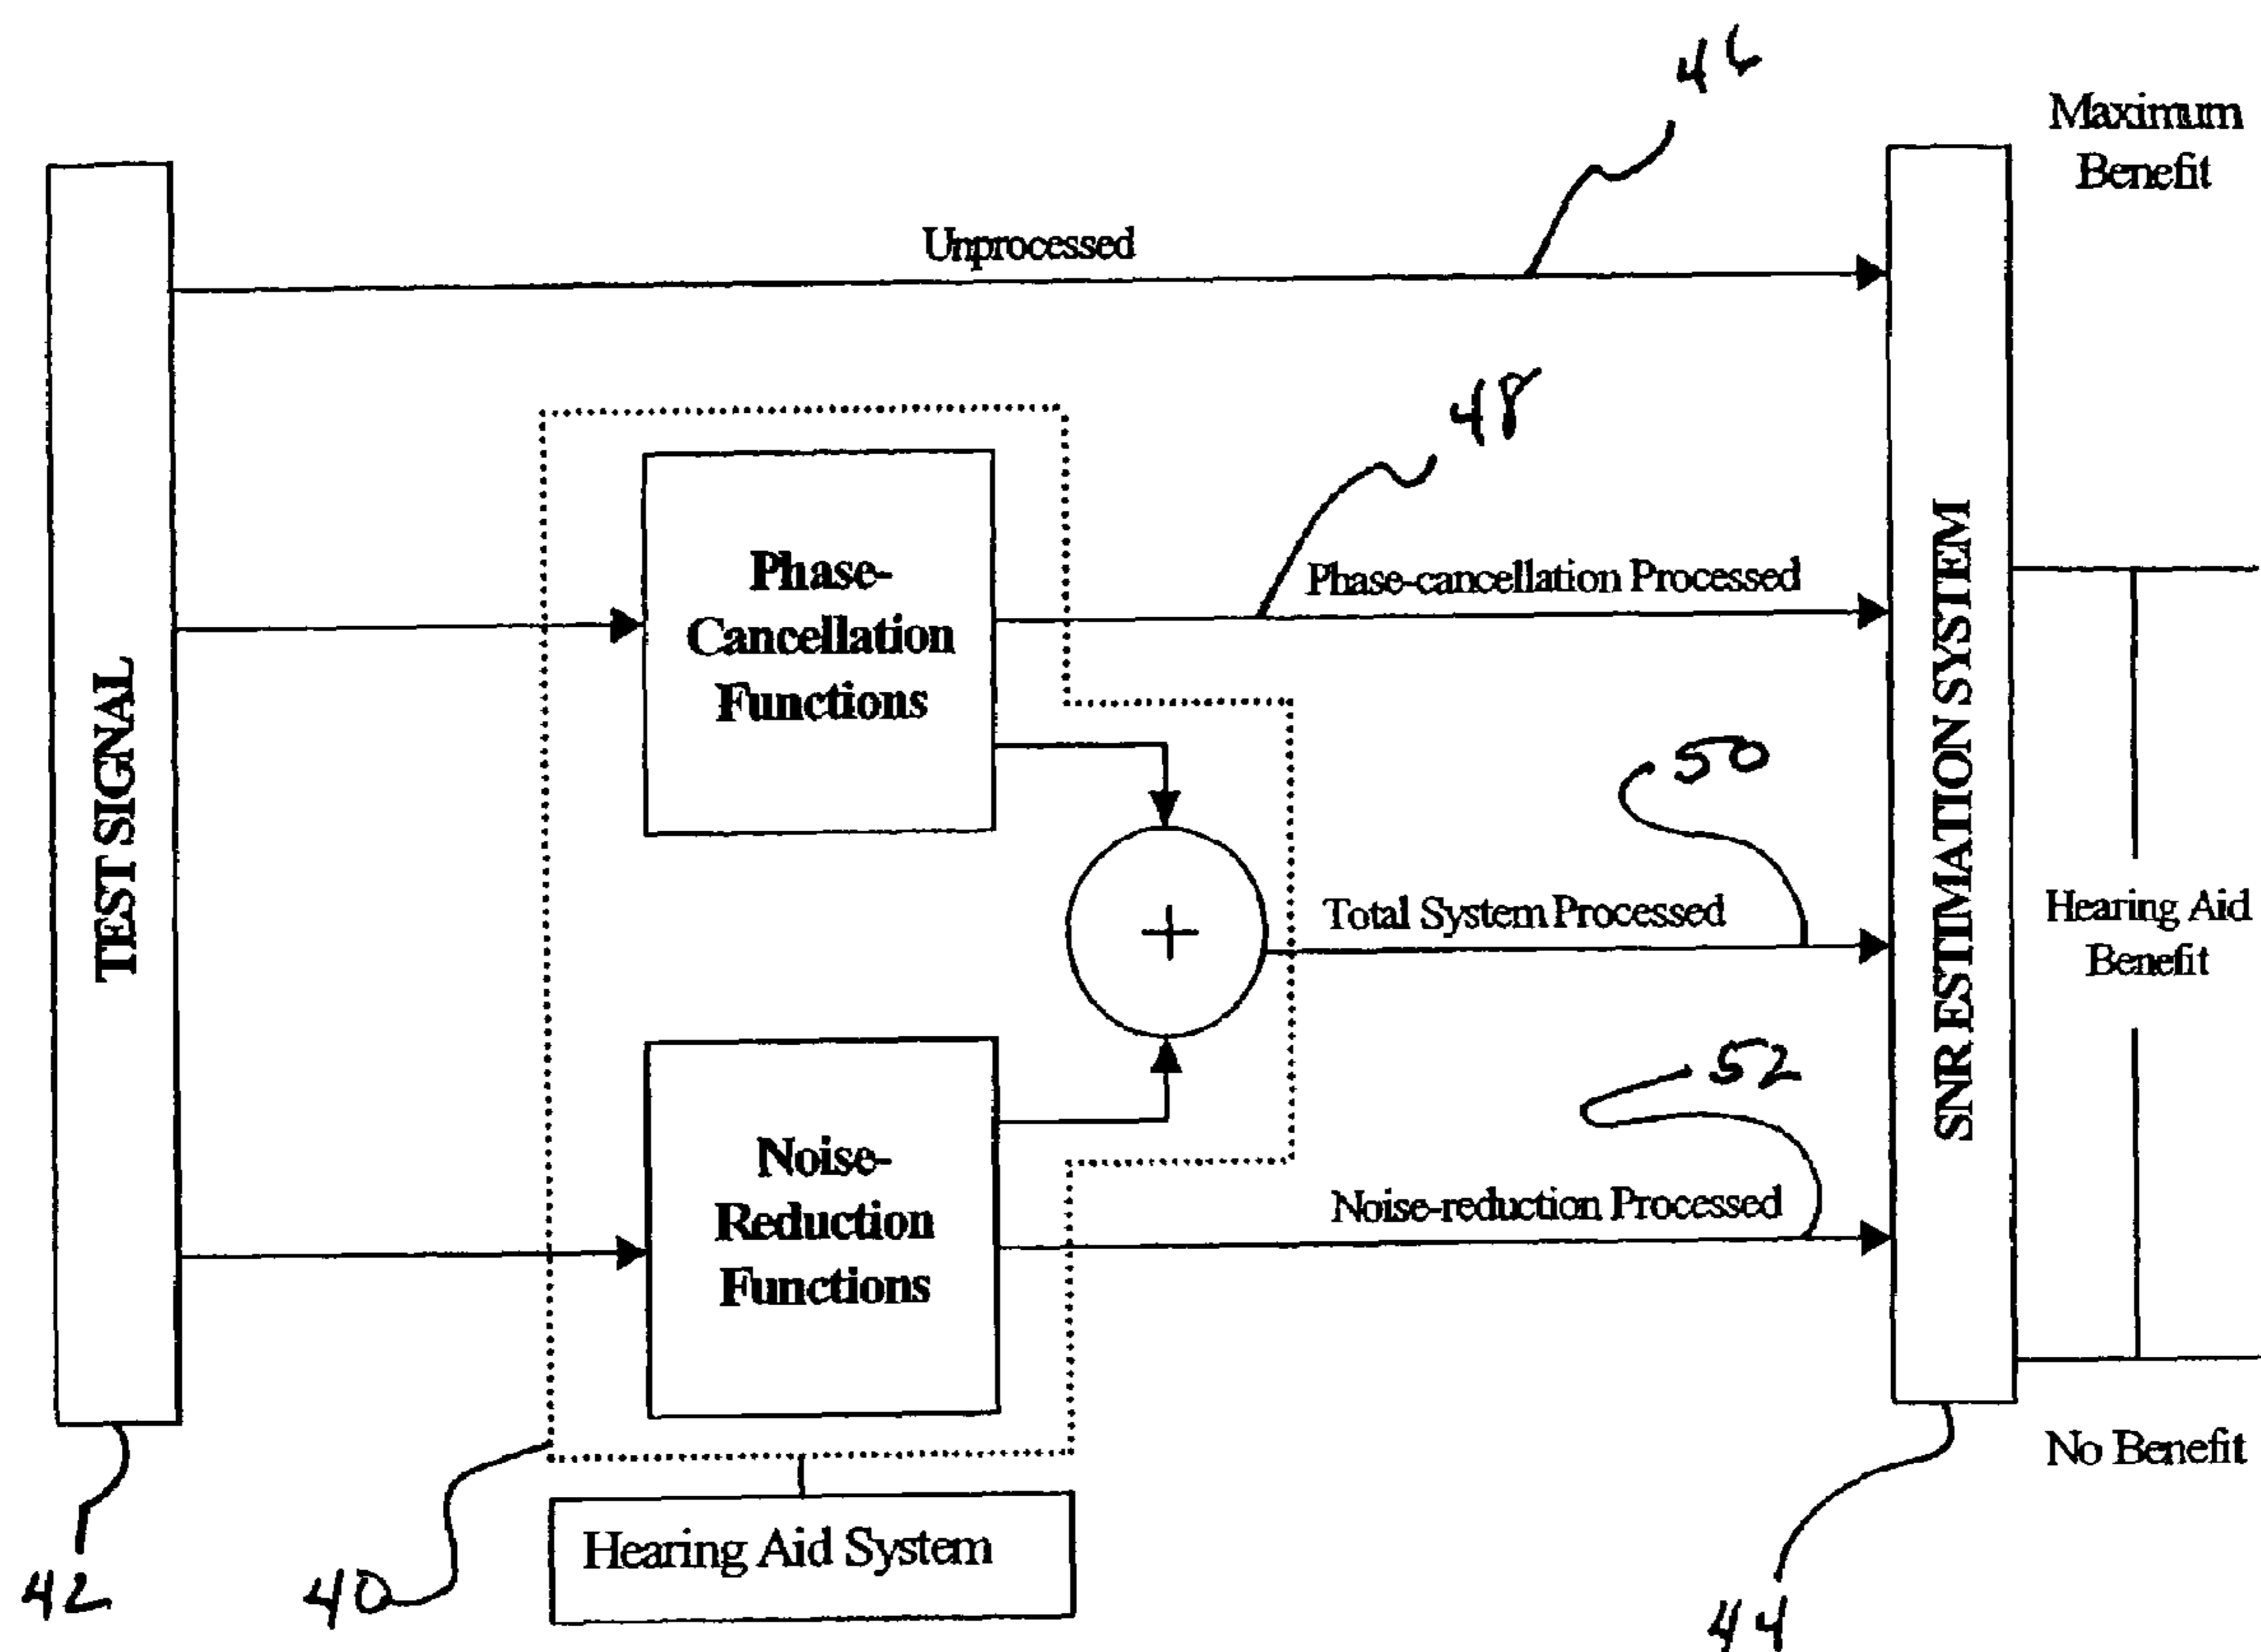 46
Maximum
Benefit
Unprocessed
48
Phase-
Cancellation
Functions
Phase-cancellation Processed
TEST SIGNAL
SNR ESTIMATION SYSTEM
50
Total System Processed
+
Hearing Aid
Benefit
52
Noise-
Reduction
Functions
Noise-reduction Processed
No Benefit
Hearing Aid System
42
40
44